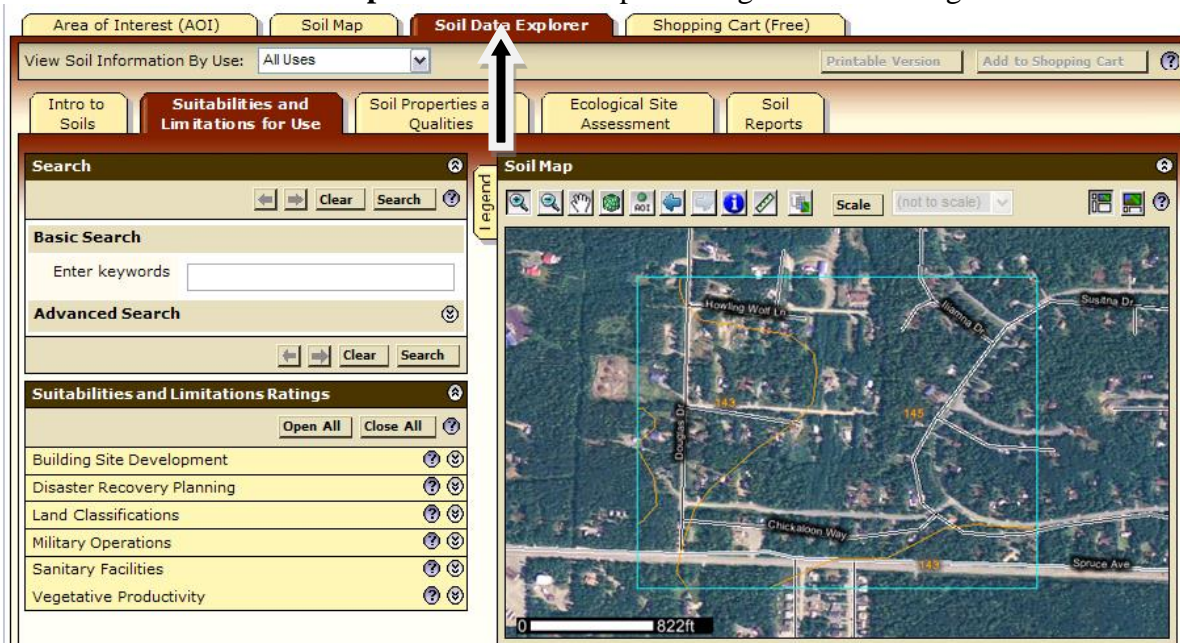 Area of Interest (AOI) Soil Map Soil Data Explorer Shopping Cart (Free)
View Soil Information By Use: All Uses Printable Version Add to Shopping Cart
Intro to Soils
Suitabilities and Limitations for Use
Soil Properties
Qualities
Ecological Site Assessment
Soil Reports
Search
Clear Search
Basic Search
Enter keywords
Advanced Search
Clear Search
Suitabilities and Limitations Ratings
Open All Close All
Building Site Development
Disaster Recovery Planning
Land Classifications
Military Operations
Sanitary Facilities
Vegetative Productivity
Legend
Soil Map
AOI Scale (not to scale)
Howling Wolf Ln
Iliamna Dr
Susitna Dr
143
145
Douglas Dr
Chickaloon Way
143
Spruce Ave
0 822ft